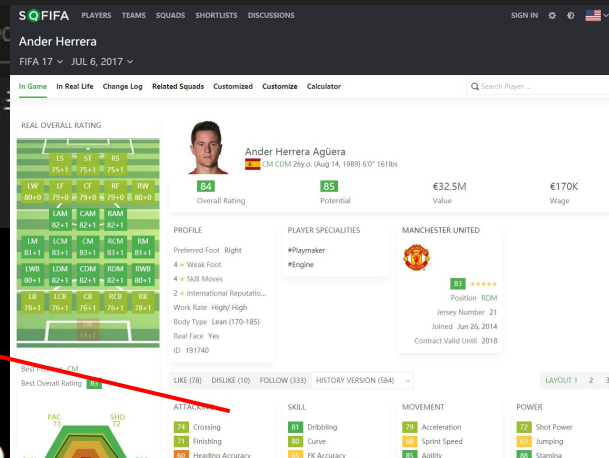 SOFIFA PLAYERS TEAMS SQUADS SHORTLISTS DISCUSSIONS SIGN IN
Ander Herrera
FIFA 17 JUL 6, 2017
In Game In Real Life Change Log Related Squads Customized Customize Calculator Search Player ...
REAL OVERALL RATING
LS ST RS
75+1 75+1 75+1
LW LF CF RF RW
80+0 79+0 79+0 79+0 80+0
LAM CAM RAM
82+1 82+1 82+1
LM LCM CM RCM RM
81+1 83+1 83+1 83+1 81+1
LWB LDM CDM RDM RWB
80+1 82+1 82+1 82+1 80+1
LB LCB CB RCB RB
78+1 76+1 76+1 76+1 78+1
GK
18+1
CM
Best Overall Rating 83
PAC SHO
73 72
Ander Herrera Agüera
CM CDM 26y.o. (Aug 14, 1989) 6'0" 161lbs
84 85 €32.5M €170K
Overall Rating Potential Value Wage
PROFILE
Preferred Foot Right
4 ★ Weak Foot
4 ★ Skill Moves
2 ★ International Reputatio...
Work Rate High/ High
Body Type Lean (170-185)
Real Face Yes
ID 191740
PLAYER SPECIALITIES
#Playmaker
#Engine
MANCHESTER UNITED
83 ★★★★★
Position RDM
Jersey Number 21
Joined Jun 26, 2014
Contract Valid Until 2018
LIKE (78) DISLIKE (10) FOLLOW (333) HISTORY VERSION (584) LAYOUT 1 2 3
ATTACKING
74 Crossing
71 Finishing
60 Heading Accuracy
SKILL
81 Dribbling
80 Curve
65 FK Accuracy
MOVEMENT
79 Acceleration
68 Sprint Speed
85 Agility
POWER
72 Shot Power
63 Jumping
88 Stamina